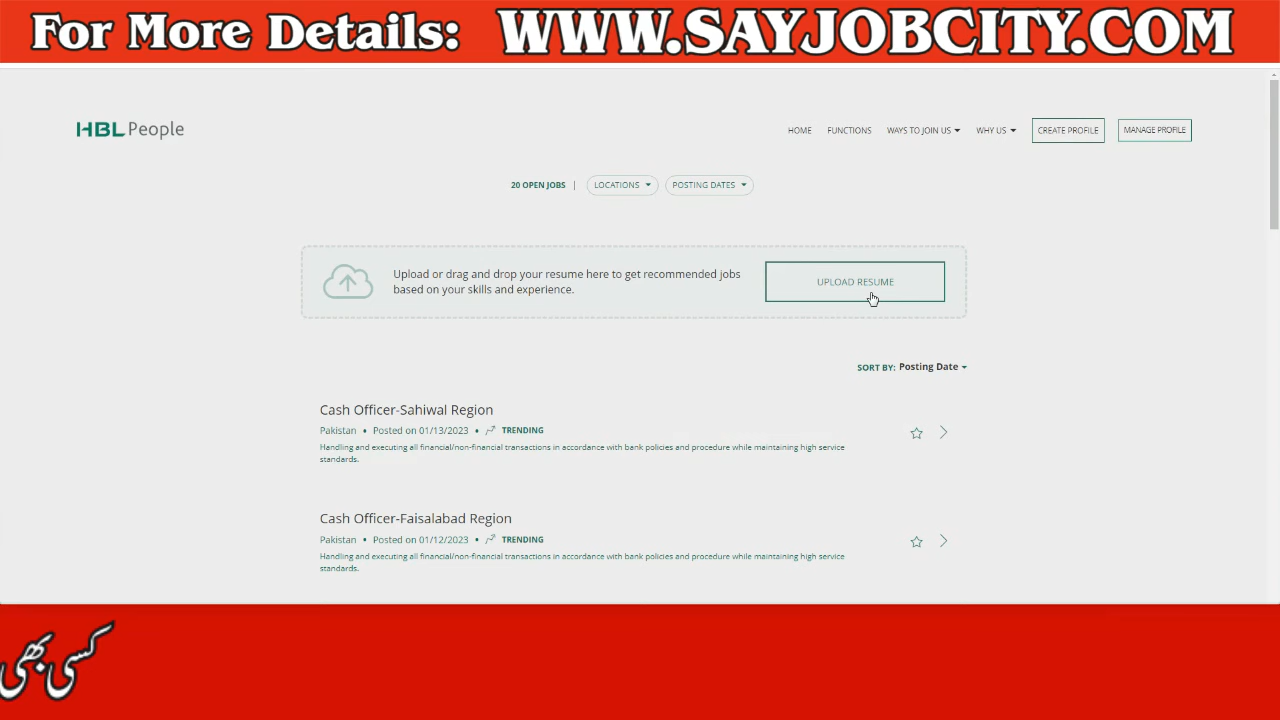 For More Details: WWW.SAYJOBCITY.COM
HBL People
HOME FUNCTIONS WAYS TO JOIN US WHY US CREATE PROFILE MANAGE PROFILE
20 OPEN JOBS | LOCATIONS POSTING DATES
Upload or drag and drop your resume here to get recommended jobs
based on your skills and experience.
UPLOAD RESUME
SORT BY: Posting Date
Cash Officer-Sahiwal Region
Pakistan • Posted on 01/13/2023 • TRENDING
Handling and executing all financial/non-financial transactions in accordance with bank policies and procedure while maintaining high service
standards.
Cash Officer-Faisalabad Region
Pakistan • Posted on 01/12/2023 • TRENDING
Handling and executing all financial/non-financial transactions in accordance with bank policies and procedure while maintaining high service
standards.
کسی بھی